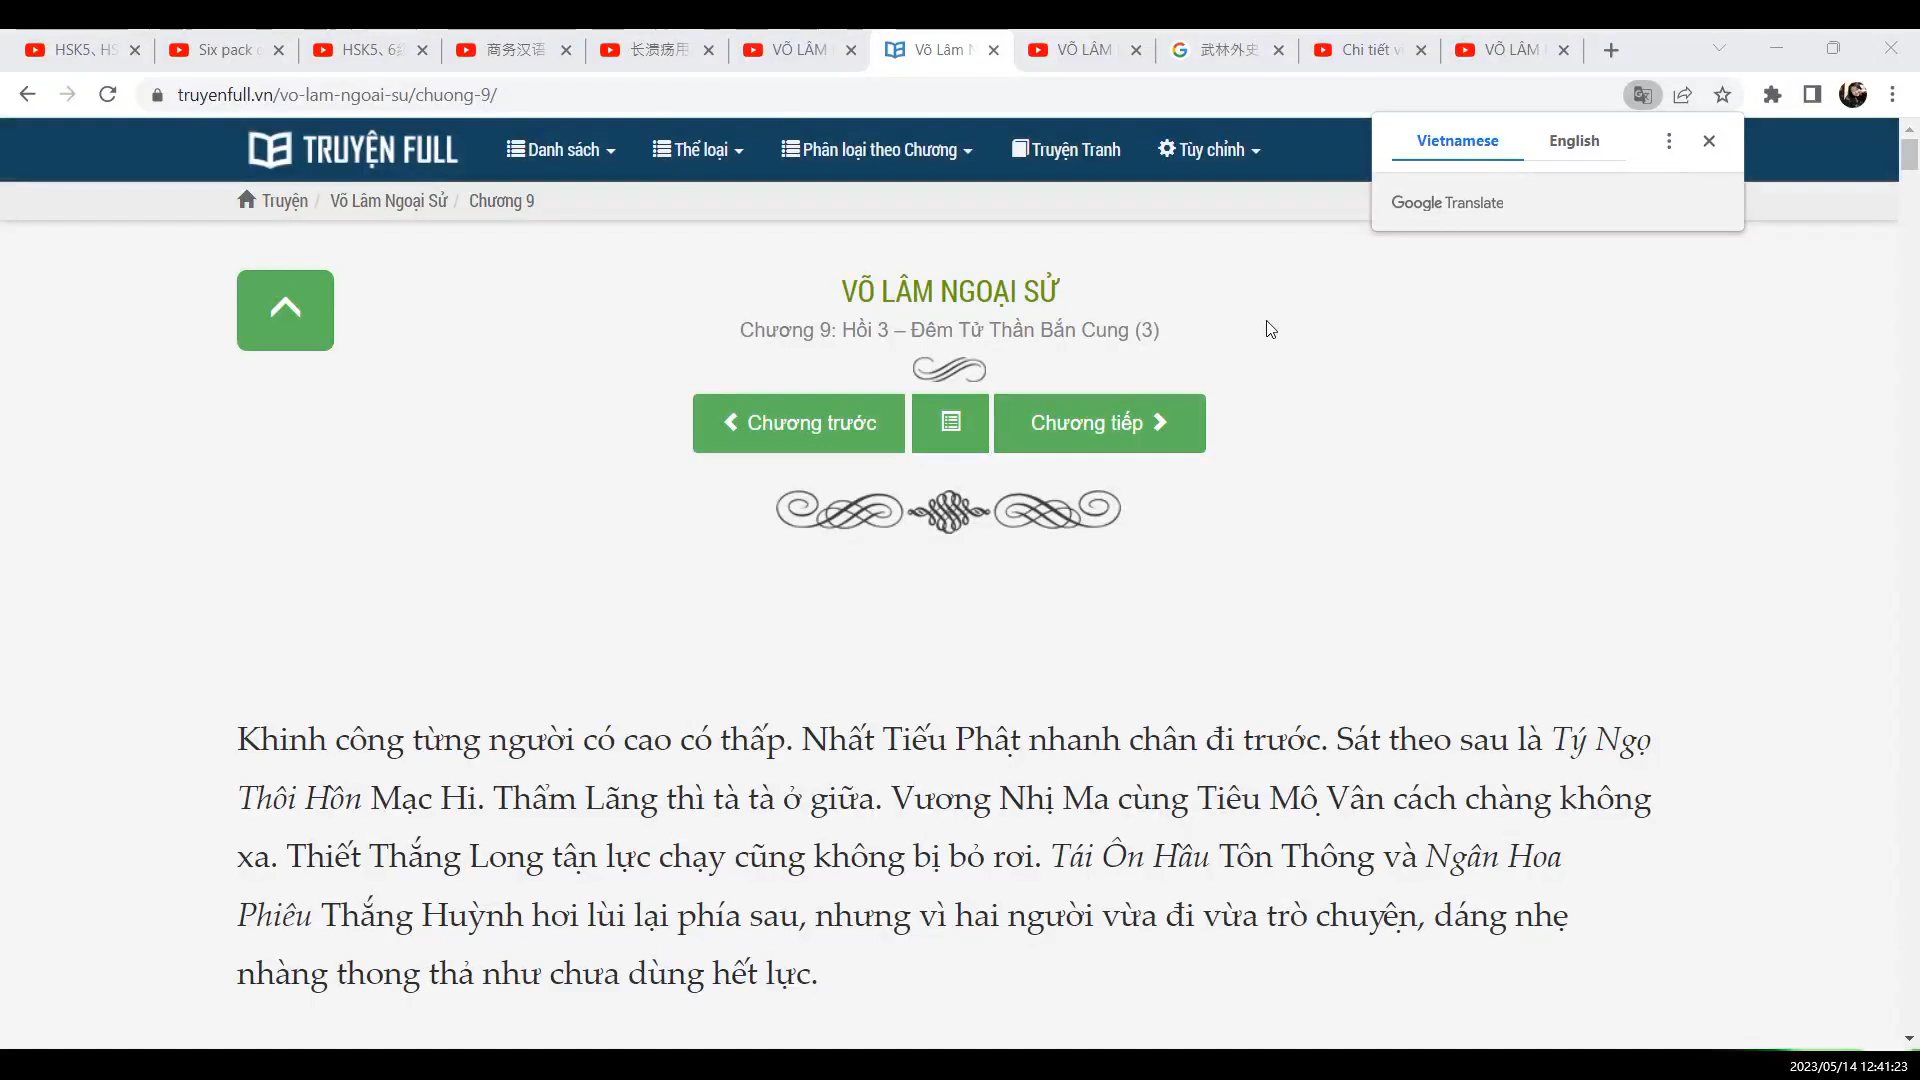 HSK5、HS
Six pack
HSK5、6
商务汉语
长溃疡用
VÕ LÂM
Võ Lâm N
VÕ LÂM
武林外史
Chi tiết v
VÕ LÂM
truyenfull.vn/vo-lam-ngoai-su/chuong-9/
TRUYỆN FULL
Danh sách
Thể loại
Phân loại theo Chương
Truyện Tranh
Tùy chỉnh
Vietnamese
English
Google Translate
Truyện / Võ Lâm Ngoại Sử / Chương 9
VÕ LÂM NGOẠI SỬ
Chương 9: Hồi 3 – Đêm Tử Thần Bắn Cung (3)
Chương trước
Chương tiếp
Khinh công từng người có cao có thấp. Nhất Tiếu Phật nhanh chân đi trước. Sát theo sau là Tý Ngọ
Thôi Hồn Mạc Hi. Thẩm Lãng thì tà tà ở giữa. Vương Nhị Ma cùng Tiêu Mộ Vân cách chàng không
xa. Thiết Thắng Long tận lực chạy cũng không bị bỏ rơi. Tái Ôn Hầu Tôn Thông và Ngân Hoa
Phiêu Thắng Huỳnh hơi lùi lại phía sau, nhưng vì hai người vừa đi vừa trò chuyện, dáng nhẹ
nhàng thong thả như chưa dùng hết lực.
2023/05/14 12:41:23